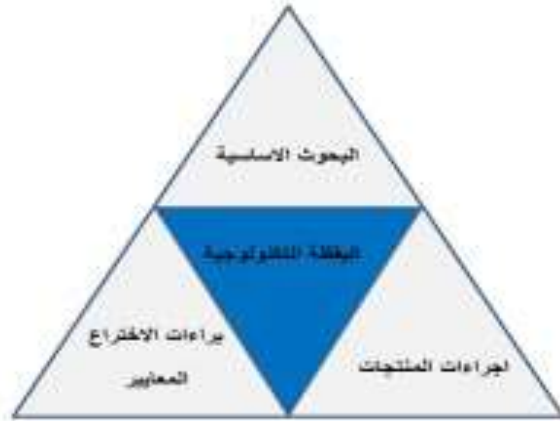 البحوث الاساسية
اليقظة التكنولوجية
براءات الاختراع
المعايير
اجراءات المنتجات